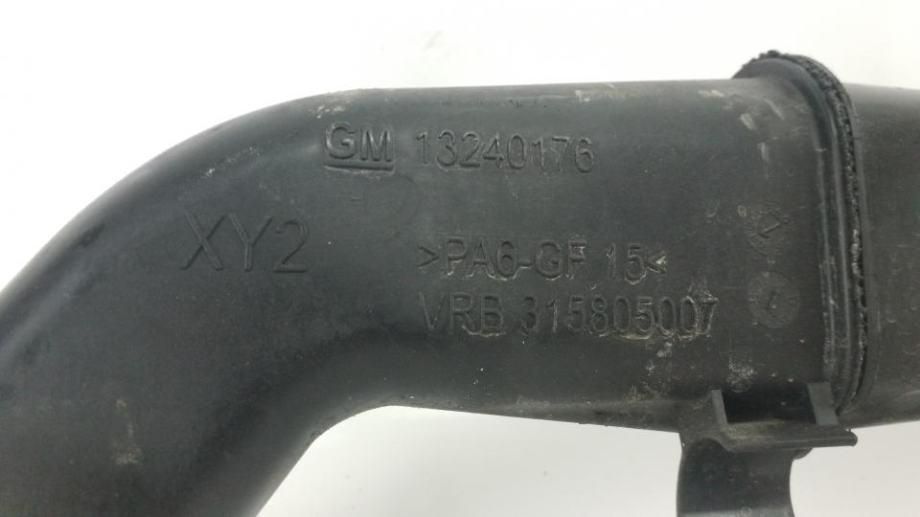 GM 13240176
XY2
>PA6-GF 15<
VRB 315805007